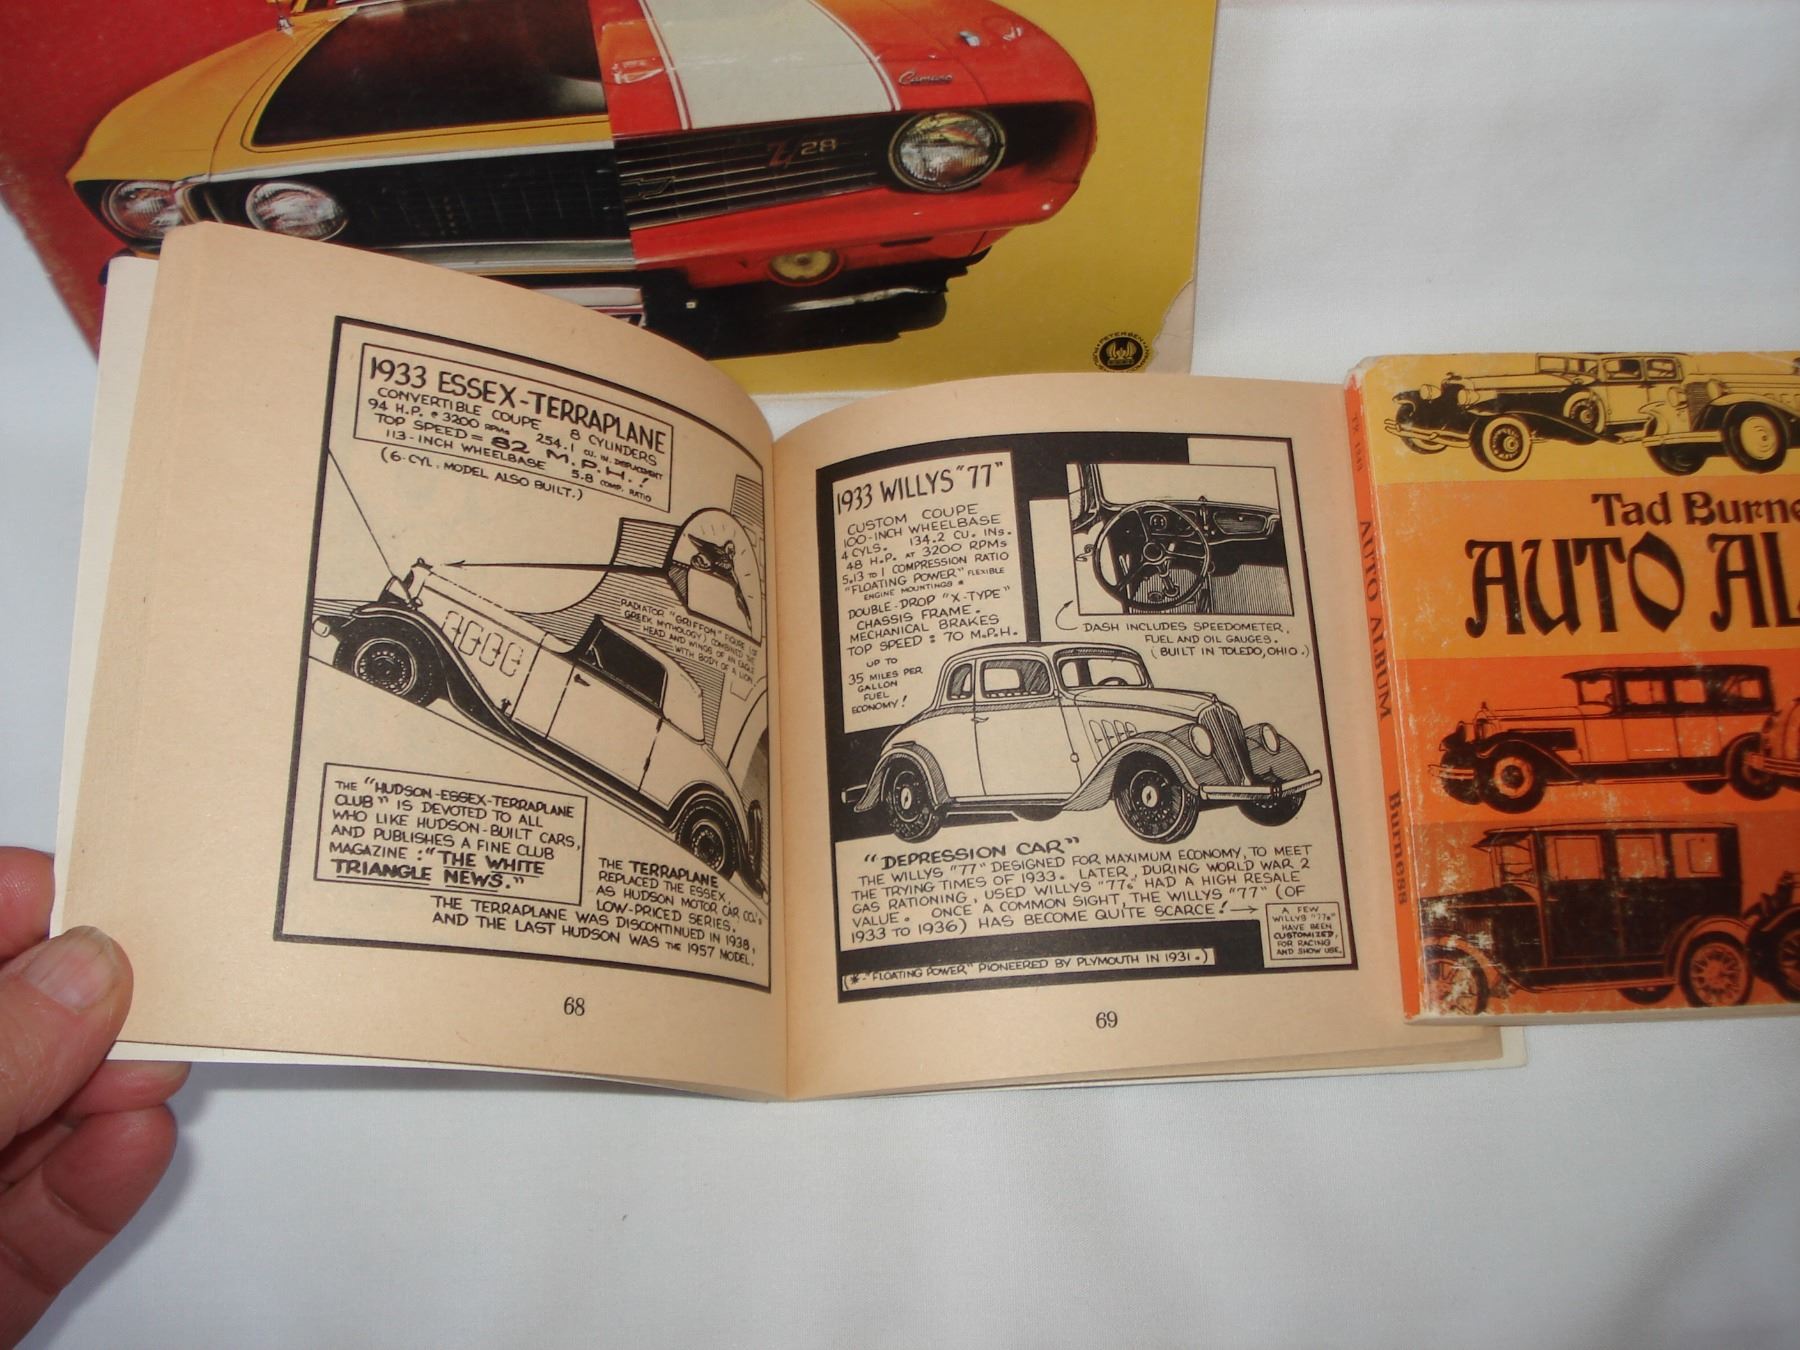 Camaro
Z/28
1933 ESSEX-TERRAPLANE
CONVERTIBLE COUPE 8 CYLINDERS
94 H.P. @ 3200 RPMs 254.1 CU. IN. DISPLACEMENT
TOP SPEED = 82 M.P.H.!
113-INCH WHEELBASE 5.8 COMP. RATIO
(6-CYL. MODEL ALSO BUILT.)
RADIATOR "GRIFFON" FIGURE (OF
GREEK MYTHOLOGY) COMBINED THE
HEAD AND WINGS OF AN EAGLE
WITH BODY OF A LION.
THE "HUDSON-ESSEX-TERRAPLANE
CLUB" IS DEVOTED TO ALL
WHO LIKE HUDSON-BUILT CARS,
AND PUBLISHES A FINE CLUB
MAGAZINE: "THE WHITE
TRIANGLE NEWS."
THE TERRAPLANE
REPLACED THE ESSEX,
AS HUDSON MOTOR CAR CO.'s
LOW-PRICED SERIES.
THE TERRAPLANE WAS DISCONTINUED IN 1938,
AND THE LAST HUDSON WAS THE 1957 MODEL.
68
1933 WILLYS "77"
CUSTOM COUPE
100-INCH WHEELBASE
4 CYLS. 134.2 CU. INs.
48 H.P. AT 3200 RPMs
5.13 TO 1 COMPRESSION RATIO
"FLOATING POWER" FLEXIBLE
ENGINE MOUNTINGS *
DOUBLE-DROP "X-TYPE"
CHASSIS FRAME.
MECHANICAL BRAKES
TOP SPEED: 70 M.P.H.
UP TO
35 MILES PER
GALLON
FUEL
ECONOMY!
DASH INCLUDES SPEEDOMETER,
FUEL AND OIL GAUGES.
(BUILT IN TOLEDO, OHIO.)
"DEPRESSION CAR"
THE WILLYS "77" DESIGNED FOR MAXIMUM ECONOMY, TO MEET
THE TRYING TIMES OF 1933. LATER, DURING WORLD WAR 2
GAS RATIONING, USED WILLYS "77s" HAD A HIGH RESALE
VALUE. ONCE A COMMON SIGHT, THE WILLYS "77" (OF
1933 TO 1936) HAS BECOME QUITE SCARCE!
A FEW
WILLYS "77s"
HAVE BEEN
CUSTOMIZED,
FOR RACING
AND SHOW USE.
(*-"FLOATING POWER" PIONEERED BY PLYMOUTH IN 1931.)
69
AUTO ALBUM
Burness
Tad Burne
AUTO AL